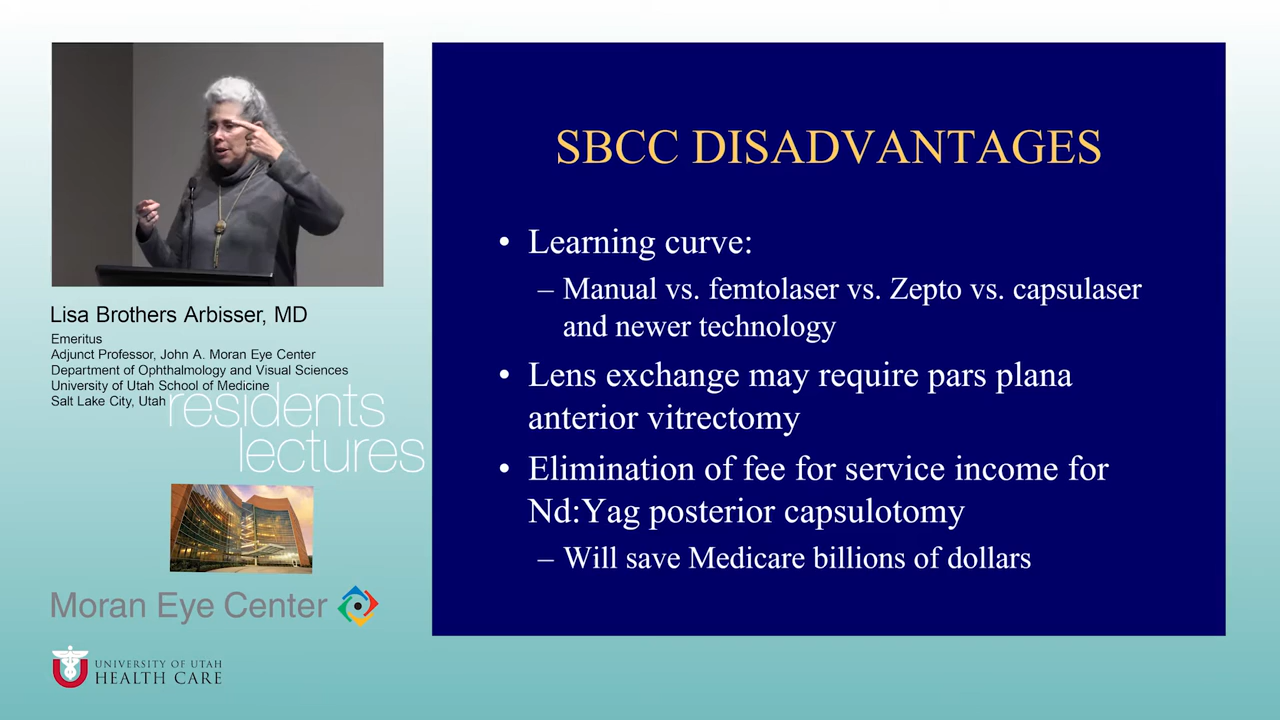 SBCC DISADVANTAGES
• Learning curve:
– Manual vs. femtolaser vs. Zepto vs. capsulaser
and newer technology
• Lens exchange may require pars plana
anterior vitrectomy
• Elimination of fee for service income for
Nd:Yag posterior capsulotomy
– Will save Medicare billions of dollars
Lisa Brothers Arbisser, MD
Emeritus
Adjunct Professor, John A. Moran Eye Center
Department of Ophthalmology and Visual Sciences
University of Utah School of Medicine
Salt Lake City, Utah
residents
lectures
Moran Eye Center
UNIVERSITY OF UTAH
HEALTH CARE